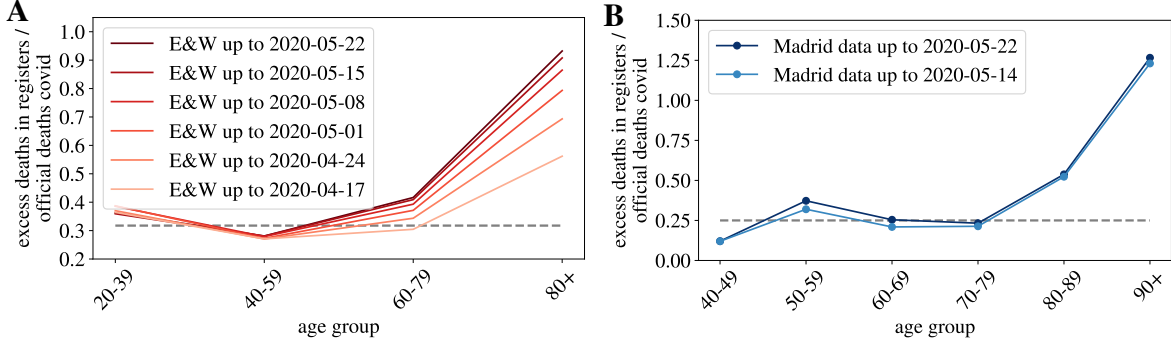 A
excess deaths in registers /
official deaths covid
1.0
0.9
0.8
0.7
0.6
0.5
0.4
0.3
0.2
E&W up to 2020-05-22
E&W up to 2020-05-15
E&W up to 2020-05-08
E&W up to 2020-05-01
E&W up to 2020-04-24
E&W up to 2020-04-17
20-39
40-59
60-79
80+
age group
B
excess deaths in registers /
official deaths covid
1.50
1.25
1.00
0.75
0.50
0.25
0.00
Madrid data up to 2020-05-22
Madrid data up to 2020-05-14
40-49
50-59
60-69
70-79
80-89
90+
age group